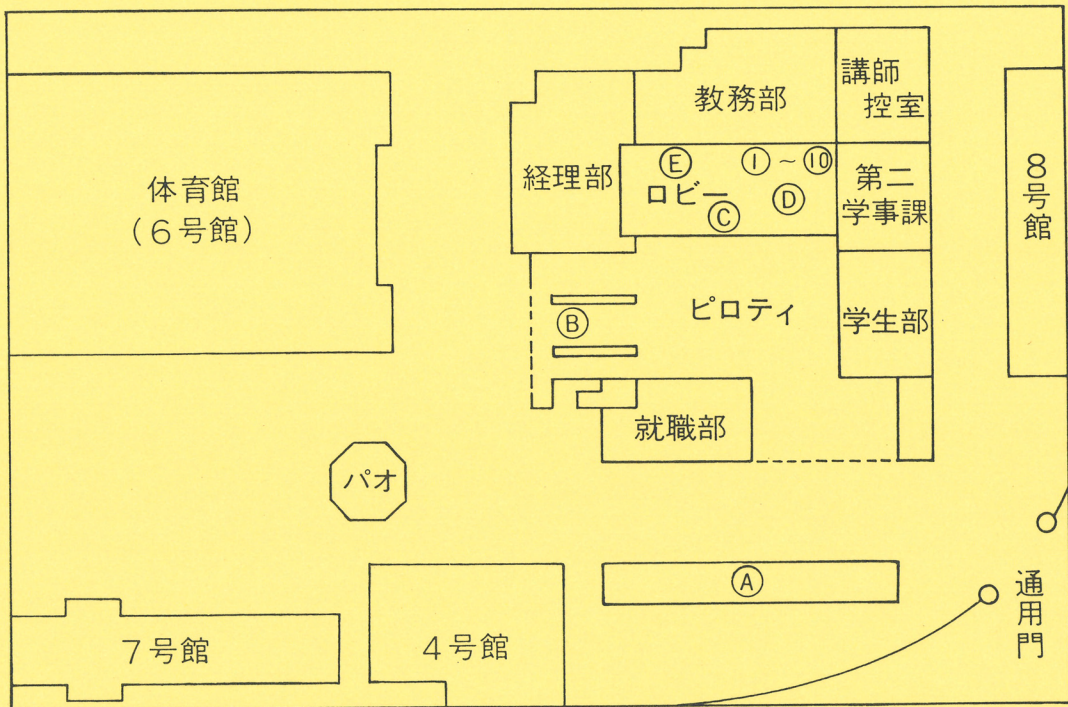 教務部
講師
控室
体育館
(6号館)
経理部
Ⓔ
①～⑩
ロビー
Ⓒ
Ⓓ
第二
学事課
8号館
Ⓑ
ピロティ
学生部
就職部
パオ
Ⓐ
通用門
7号館
4号館